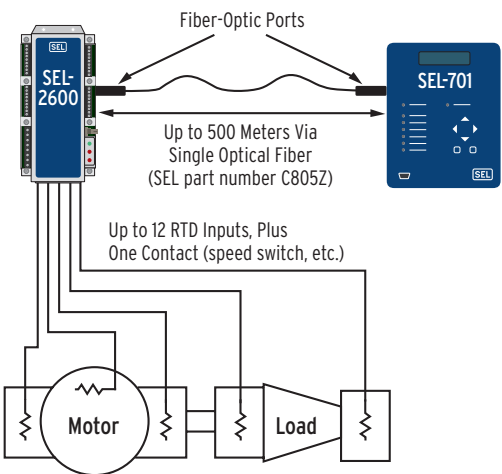 Fiber-Optic Ports
SEL
SEL-
2600
SEL-701
SEL
Up to 500 Meters Via
Single Optical Fiber
(SEL part number C805Z)
Up to 12 RTD Inputs, Plus
One Contact (speed switch, etc.)
Motor
Load